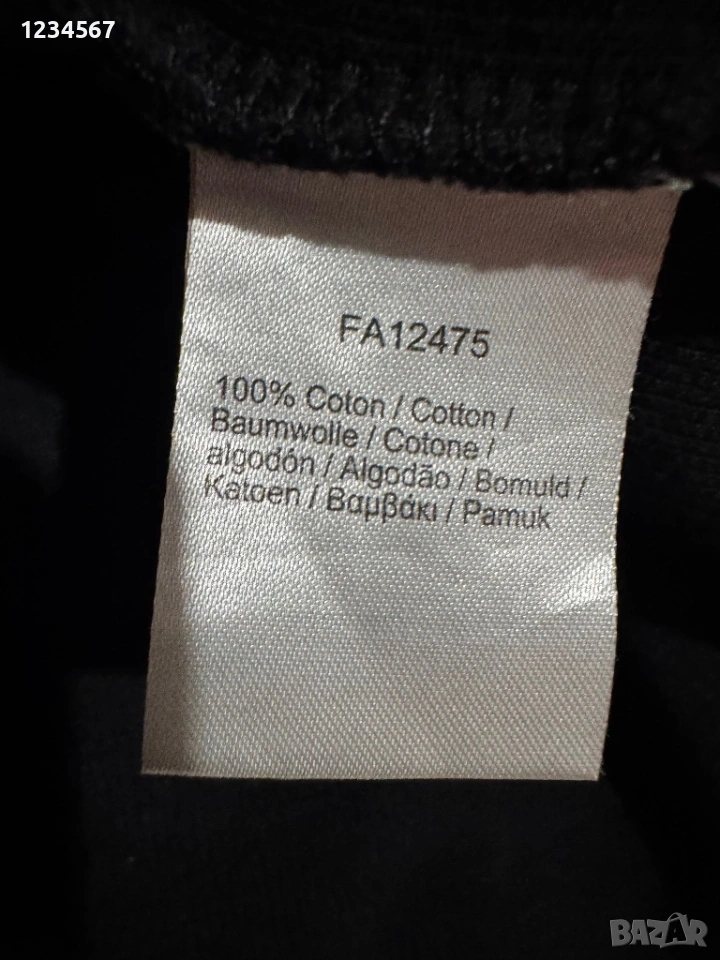 1234567
FA12475
100% Coton / Cotton /
Baumwolle / Cotone /
algodón / Algodão / Bomuld /
Katoen / Βαμβάκι / Pamuk
BAZAR